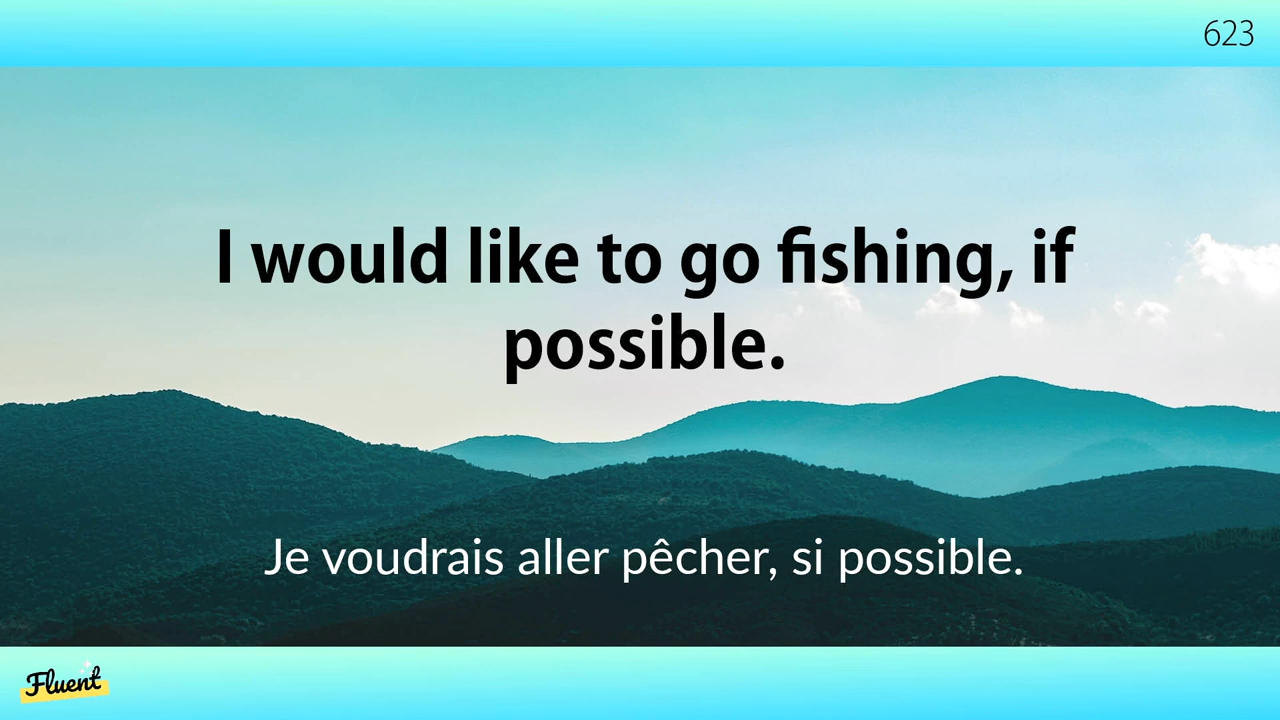 623
I would like to go fishing, if
possible.
Je voudrais aller pêcher, si possible.
Fluent